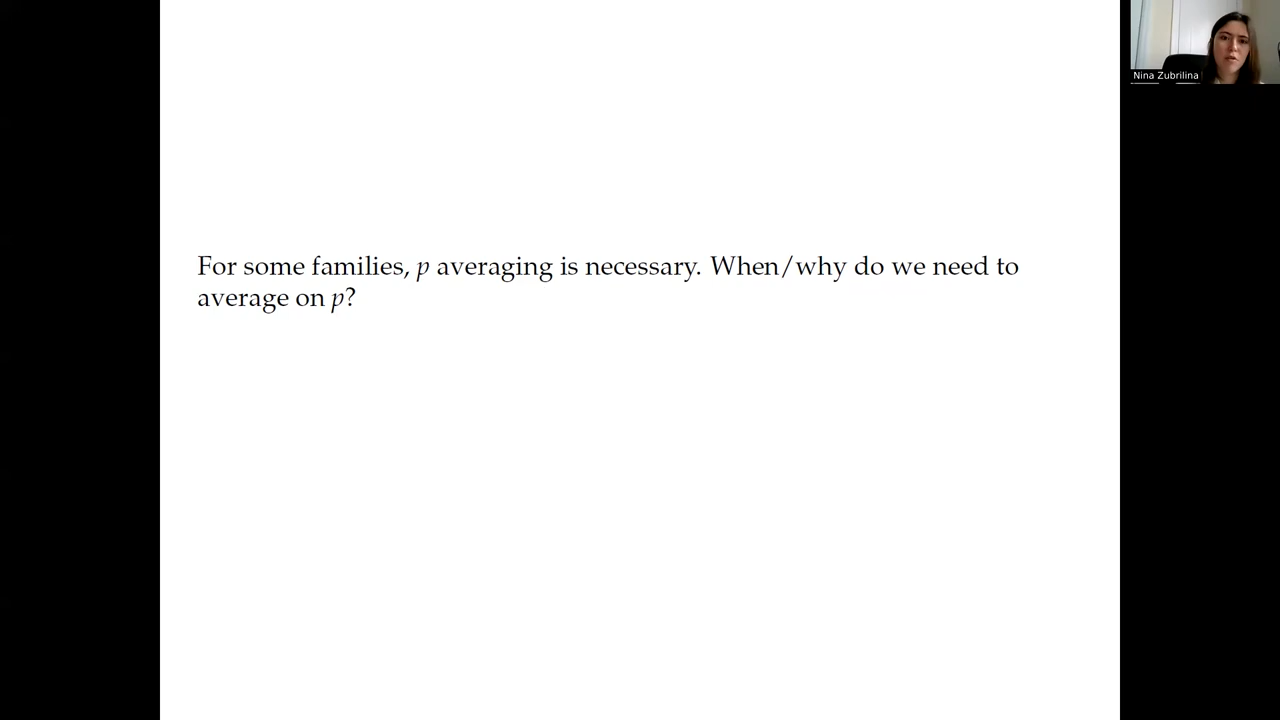 Nina Zubrilina
For some families, p averaging is necessary. When/why do we need to
average on p?